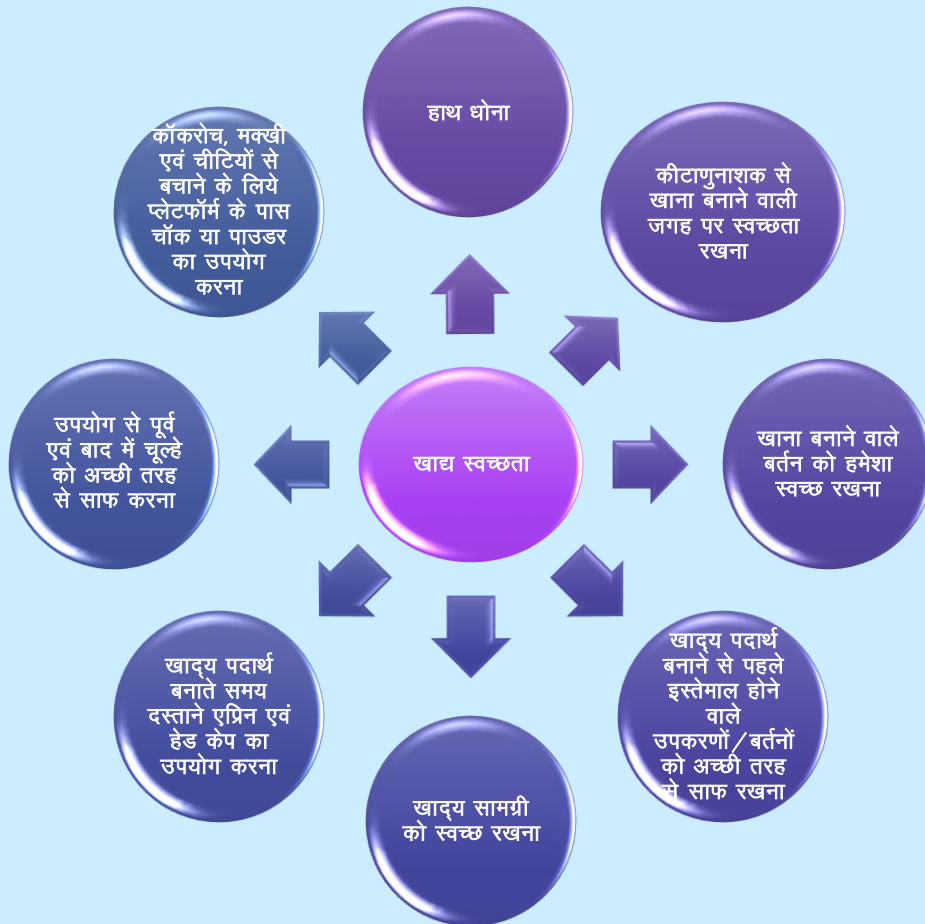 हाथ धोना
कीटाणुनाशक से
खाना बनाने वाली
जगह पर स्वच्छता
रखना
खाना बनाने वाले
बर्तन को हमेशा
स्वच्छ रखना
खाद्य पदार्थ
बनाने से पहले
इस्तेमाल होने
वाले
उपकरणों/बर्तनों
को अच्छी तरह
से साफ रखना
खाद्य सामग्री
को स्वच्छ रखना
खाद्य पदार्थ
बनाते समय
दस्ताने एप्रिन एवं
हेड केप का
उपयोग करना
उपयोग से पूर्व
एवं बाद में चूल्हे
को अच्छी तरह
से साफ करना
कॉकरोच, मक्खी
एवं चीटियों से
बचाने के लिये
प्लेटफॉर्म के पास
चॉक या पाउडर
का उपयोग
करना
खाद्य स्वच्छता